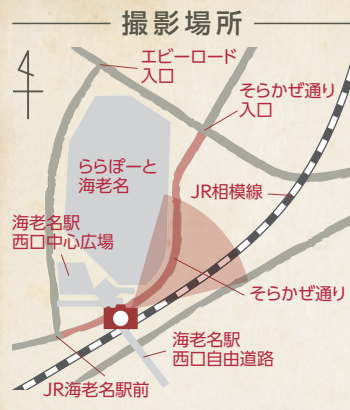 撮影場所
エビーロード
入口
そらかぜ通り
入口
ららぽーと
海老名
JR相模線
海老名駅
西口中心広場
そらかぜ通り
海老名駅
西口自由道路
JR海老名駅前